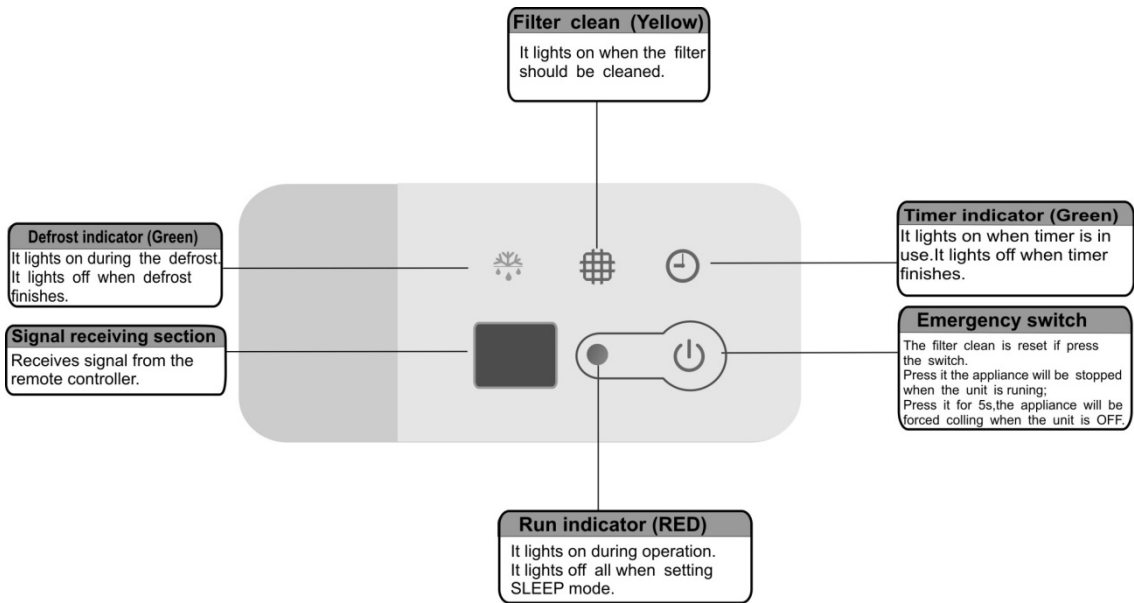 Filter clean (Yellow)
It lights on when the filter
should be cleaned.
Defrost indicator (Green)
It lights on during the defrost.
It lights off when defrost
finishes.
Timer indicator (Green)
It lights on when timer is in
use.It lights off when timer
finishes.
Signal receiving section
Receives signal from the
remote controller.
Emergency switch
The filter clean is reset if press
the switch.
Press it the appliance will be stopped
when the unit is runing;
Press it for 5s,the appliance will be
forced colling when the unit is OFF.
Run indicator (RED)
It lights on during operation.
It lights off all when setting
SLEEP mode.